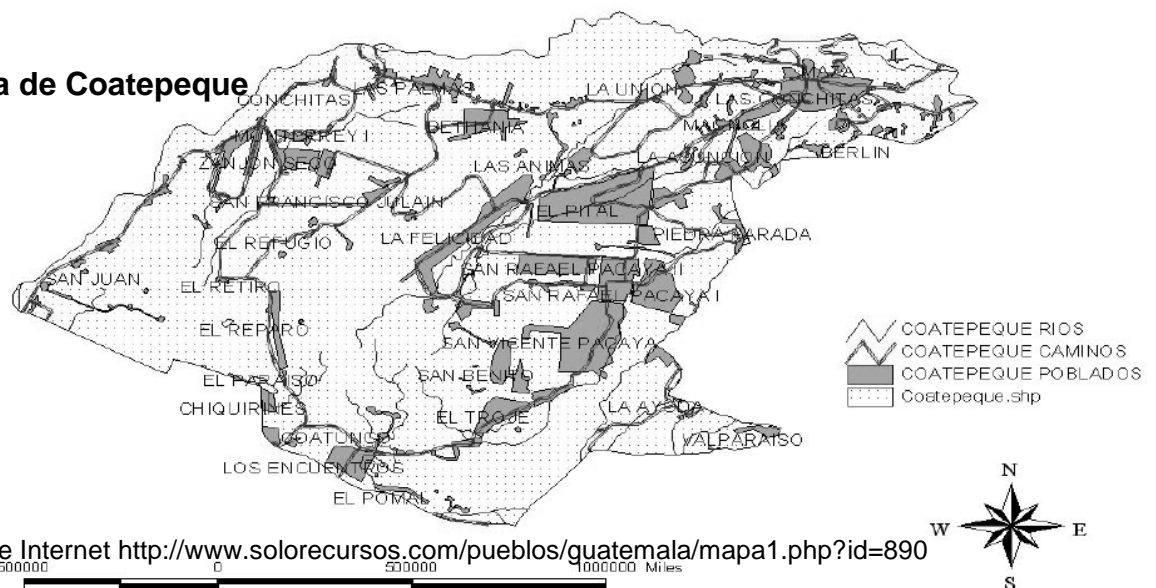 a de Coatepeque
CONCHITAS
LAS PALMAS
LA UNION
LAS CONCHITAS
MONTERREY I
BETHANIA
MAGNOLIA
ZANJON SECO
LAS ANIMAS
LA ASUNCION
BERLIN
SAN FRANCISCO JULAIN
EL PITAL
EL REFUGIO
LA FELICIDAD
PIEDRA PARADA
SAN JUAN
EL RETIRO
SAN RAFAEL PACAYA II
SAN RAFAEL PACAYA I
EL REPARO
SAN VICENTE PACAYA
EL PARAISO
SAN BENITO
CHIQUIRINES
EL TROJE
COATUNCO
VALPARAISO
LOS ENCUENTROS
EL POMAL
COATEPEQUE RIOS
COATEPEQUE CAMINOS
COATEPEQUE POBLADOS
Coatepeque.shp
N
W E
S
e Internet http://www.solorecursos.com/pueblos/guatemala/mapa1.php?id=890
500000 0 500000 1000000 Miles